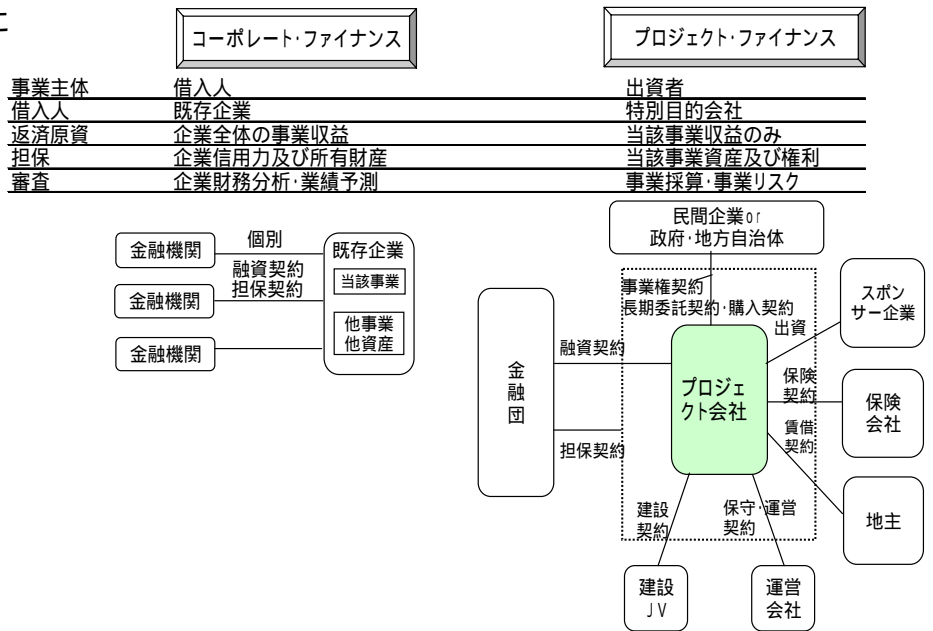 コーポレート・ファイナンス
プロジェクト・ファイナンス
事業主体 借入人 出資者
借入人 既存企業 特別目的会社
返済原資 企業全体の事業収益 当該事業収益のみ
担保 企業信用力及び所有財産 当該事業資産及び権利
審査 企業財務分析・業績予測 事業採算・事業リスク
金融機関
金融機関
金融機関
個別
融資契約
担保契約
既存企業
当該事業
他事業
他資産
民間企業or
政府・地方自治体
事業権契約
長期委託契約・購入契約
出資
スポン
サー企業
金
融
団
融資契約
担保契約
プロジェ
クト会社
保険
契約
保険
会社
賃借
契約
地主
建設
契約
保守・運営
契約
建設
JV
運営
会社